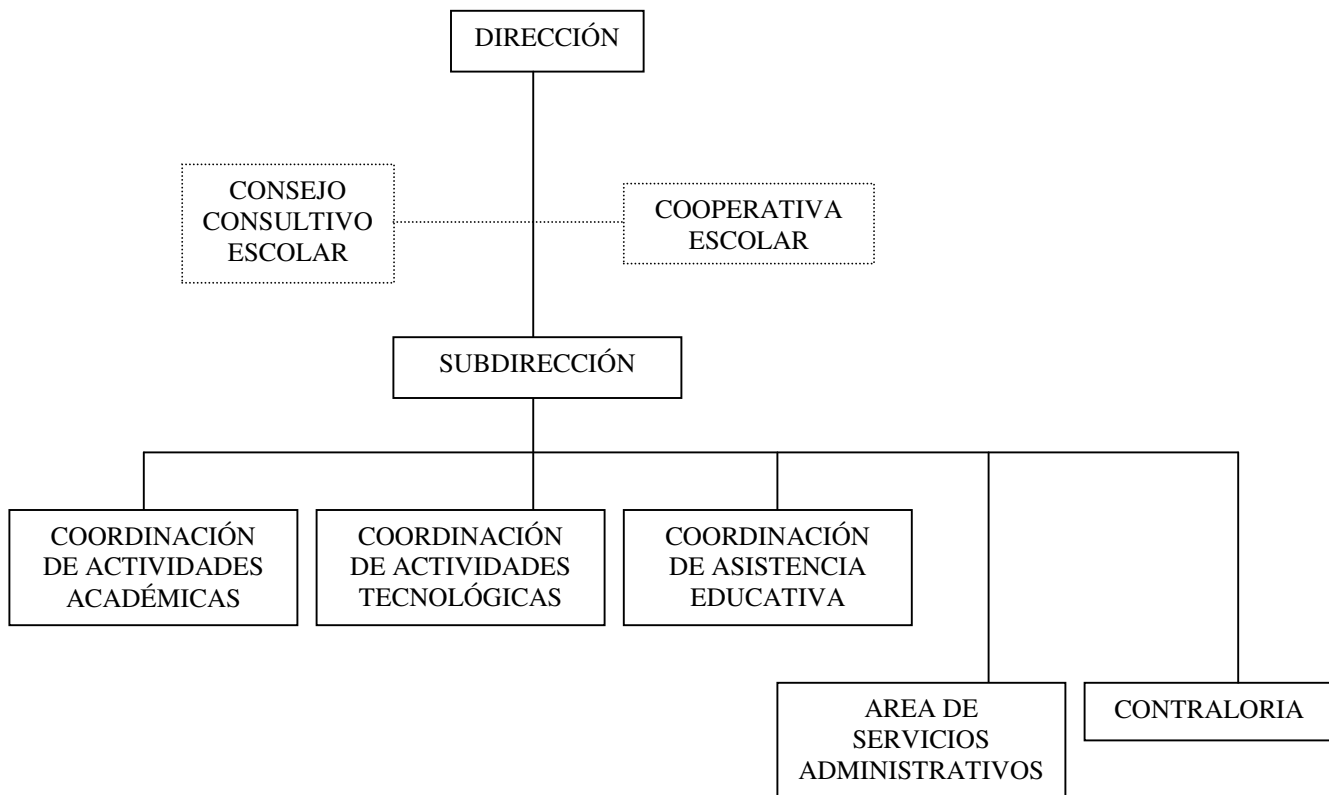 DIRECCIÓN
CONSEJO
CONSULTIVO
ESCOLAR
COOPERATIVA
ESCOLAR
SUBDIRECCIÓN
COORDINACIÓN
DE ACTIVIDADES
ACADÉMICAS
COORDINACIÓN
DE ACTIVIDADES
TECNOLÓGICAS
COORDINACIÓN
DE ASISTENCIA
EDUCATIVA
AREA DE
SERVICIOS
ADMINISTRATIVOS
CONTRALORIA